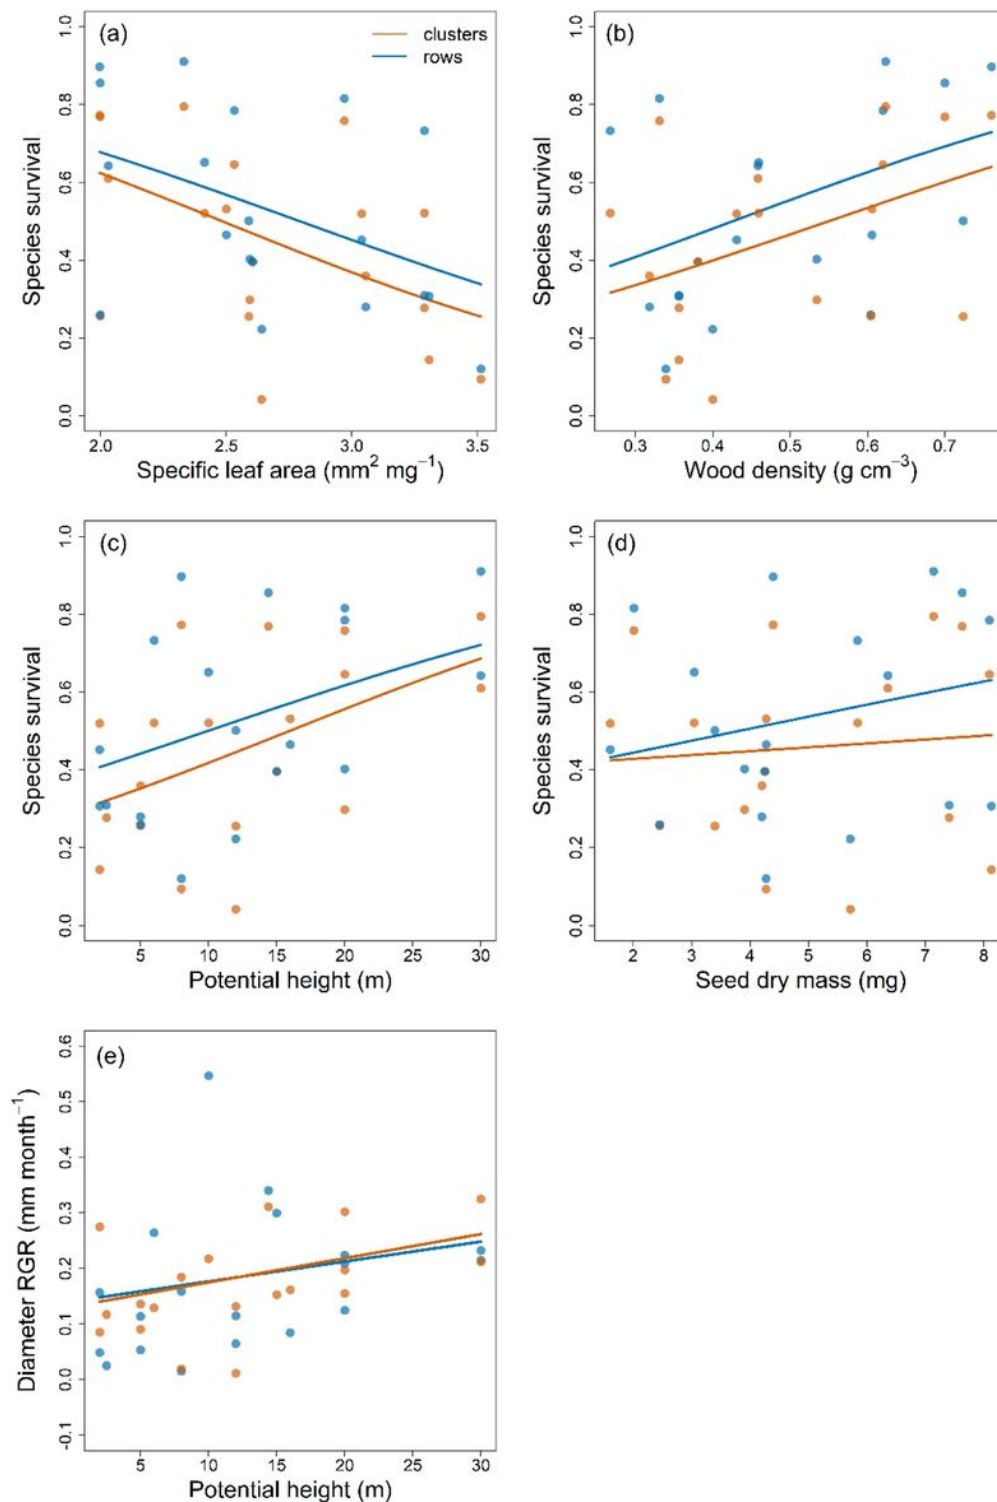 (a)
clusters
rows
Species survival
1.0
0.8
0.6
0.4
0.2
0.0
2.0 2.5 3.0 3.5
Specific leaf area (mm² mg⁻¹)
(b)
Species survival
1.0
0.8
0.6
0.4
0.2
0.0
0.3 0.4 0.5 0.6 0.7
Wood density (g cm⁻³)
(c)
Species survival
1.0
0.8
0.6
0.4
0.2
0.0
5 10 15 20 25 30
Potential height (m)
(d)
Species survival
1.0
0.8
0.6
0.4
0.2
0.0
2 3 4 5 6 7 8
Seed dry mass (mg)
(e)
Diameter RGR (mm month⁻¹)
0.6
0.5
0.4
0.3
0.2
0.1
0.0
-0.1
5 10 15 20 25 30
Potential height (m)